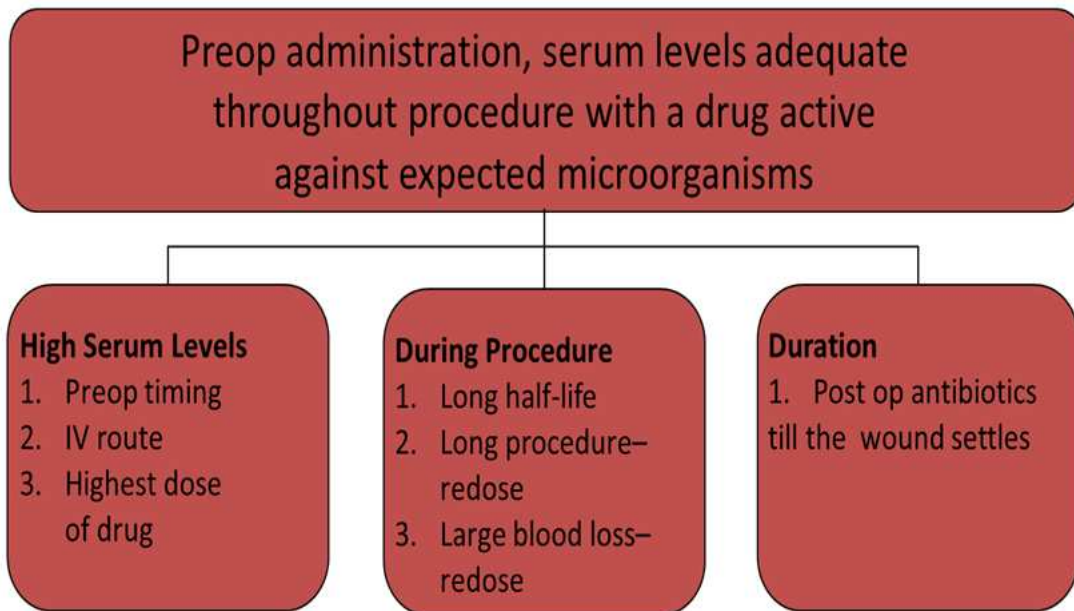 Preop administration, serum levels adequate
throughout procedure with a drug active
against expected microorganisms
High Serum Levels
1. Preop timing
2. IV route
3. Highest dose
of drug
During Procedure
1. Long half-life
2. Long procedure–
redose
3. Large blood loss–
redose
Duration
1. Post op antibiotics
till the wound settles